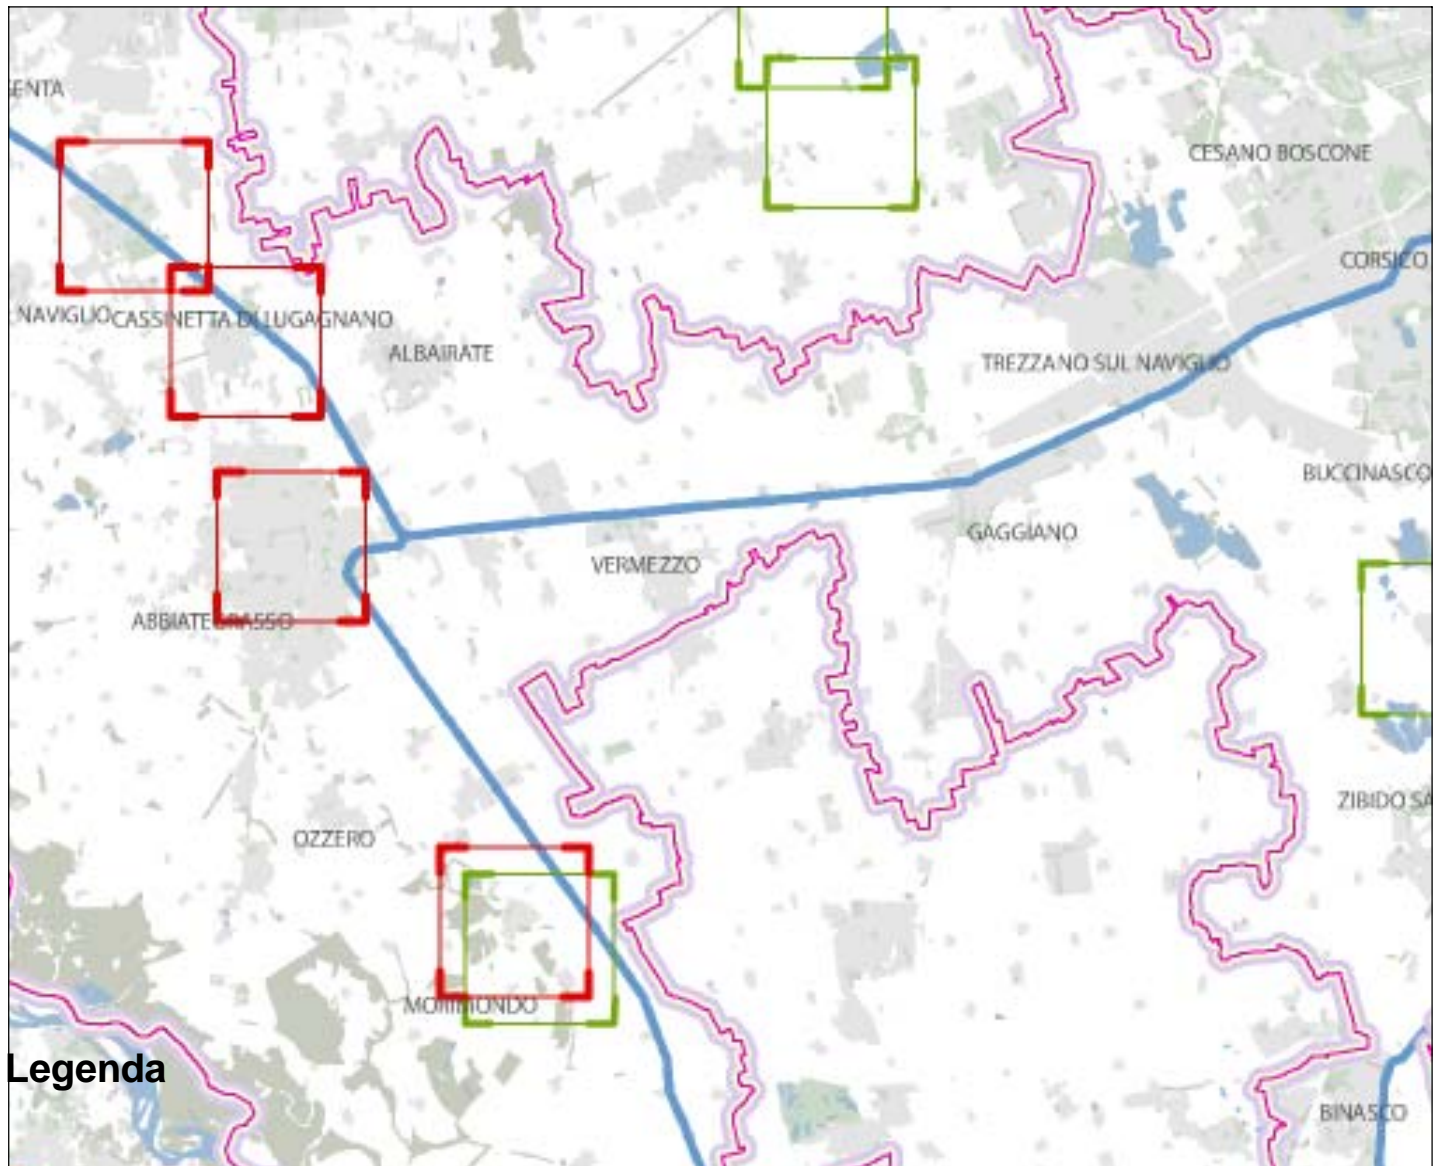 ENTA
CESANO BOSCONE
CORSICO
NAVIGLIO
CASSINETTA DI LUGAGNANO
ALBAIRATE
TREZZANO SUL NAVIGLIO
BUCCINASCO
GAGGIANO
VERMEZZO
ABBIATEGRASSO
ZIBIDO SA
OZZERO
MORIMONDO
Legenda
BINASCO